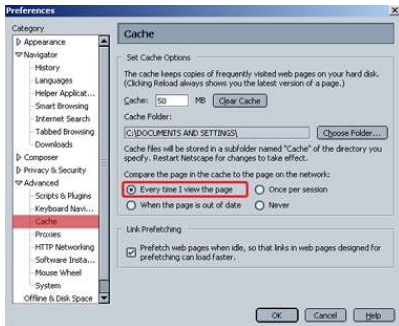 Preferences
Category
Appearance
Navigator
History
Languages
Helper Applicat...
Smart Browsing
Internet Search
Tabbed Browsing
Downloads
Composer
Privacy & Security
Advanced
Scripts & Plugins
Keyboard Navi...
Cache
Proxies
HTTP Networking
Software Insta...
Mouse Wheel
System
Offline & Disk Space
Cache
Set Cache Options
The cache keeps copies of frequently visited web pages on your hard disk.
(Clicking Reload always shows you the latest version of a page.)
Cache: 50 MB Clear Cache
Cache Folder:
C:\DOCUMENTS AND SETTINGS\ Choose Folder...
Cache files will be stored in a subfolder named "Cache" of the directory you
specify. Restart Netscape for changes to take effect.
Compare the page in the cache to the page on the network:
Every time I view the page Once per session
When the page is out of date Never
Link Prefetching
Prefetch web pages when idle, so that links in web pages designed for
prefetching can load faster.
OK Cancel Help